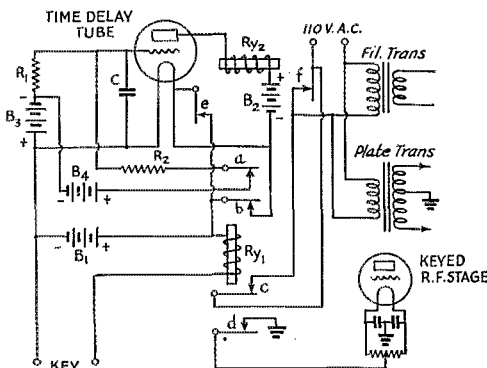 TIME DELAY
TUBE
Ry2
110 V. A.C.
Fil. Trans
R1
C
e
f
B2
B3
R2
a
B4
b
Plate Trans
B1
Ry1
c
KEYED
R.F. STAGE
d
KEY